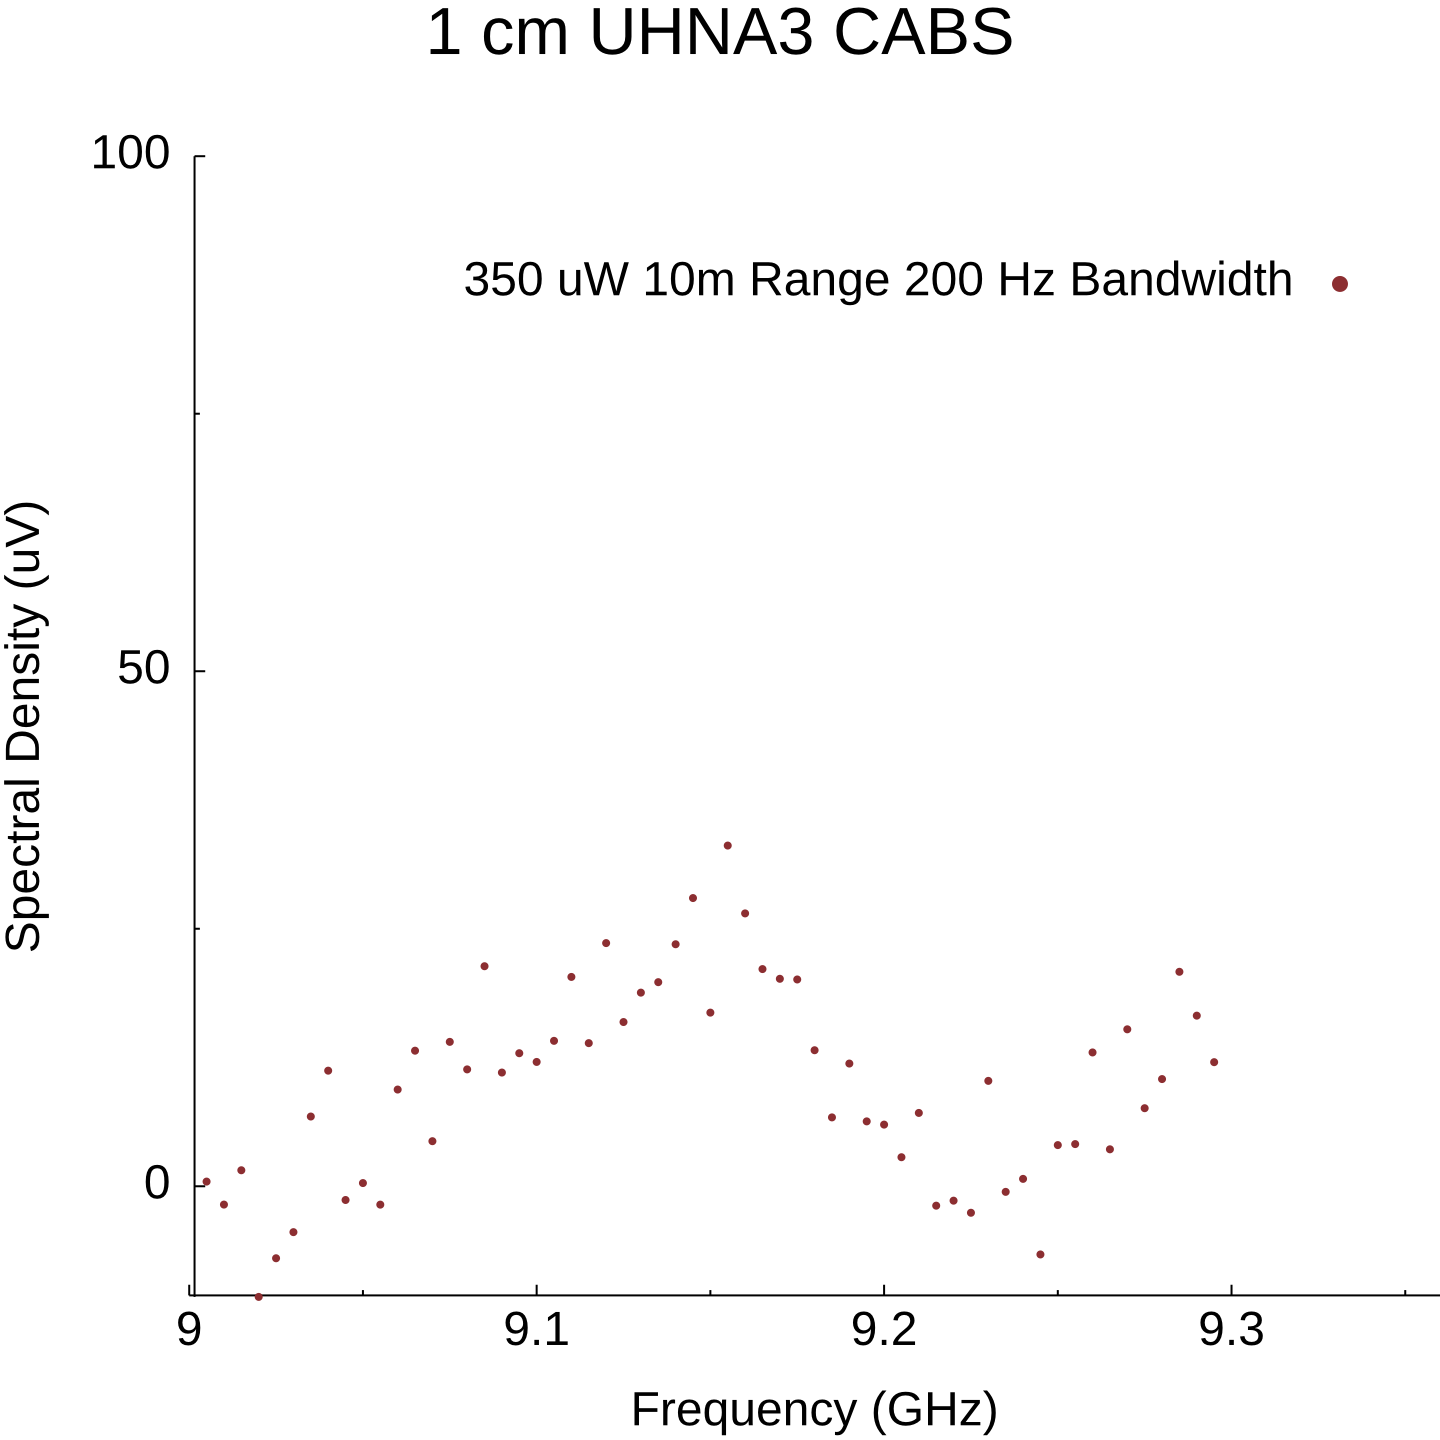 1 cm UHNA3 CABS
100
350 uW 10m Range 200 Hz Bandwidth
Spectral Density (uV)
50
0
9 9.1 9.2 9.3
Frequency (GHz)